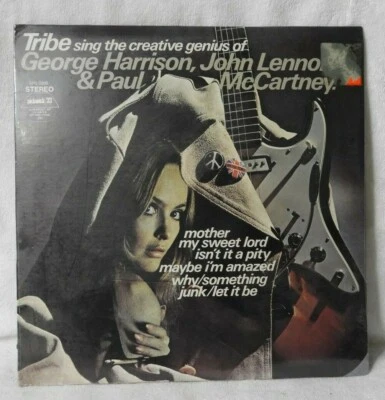 Tribe sing the creative genius of
George Harrison, John Lenno
& Paul McCartney.
STEREO
mother
my sweet lord
isn't it a pity
maybe i'm amazed
why/something
junk/let it be